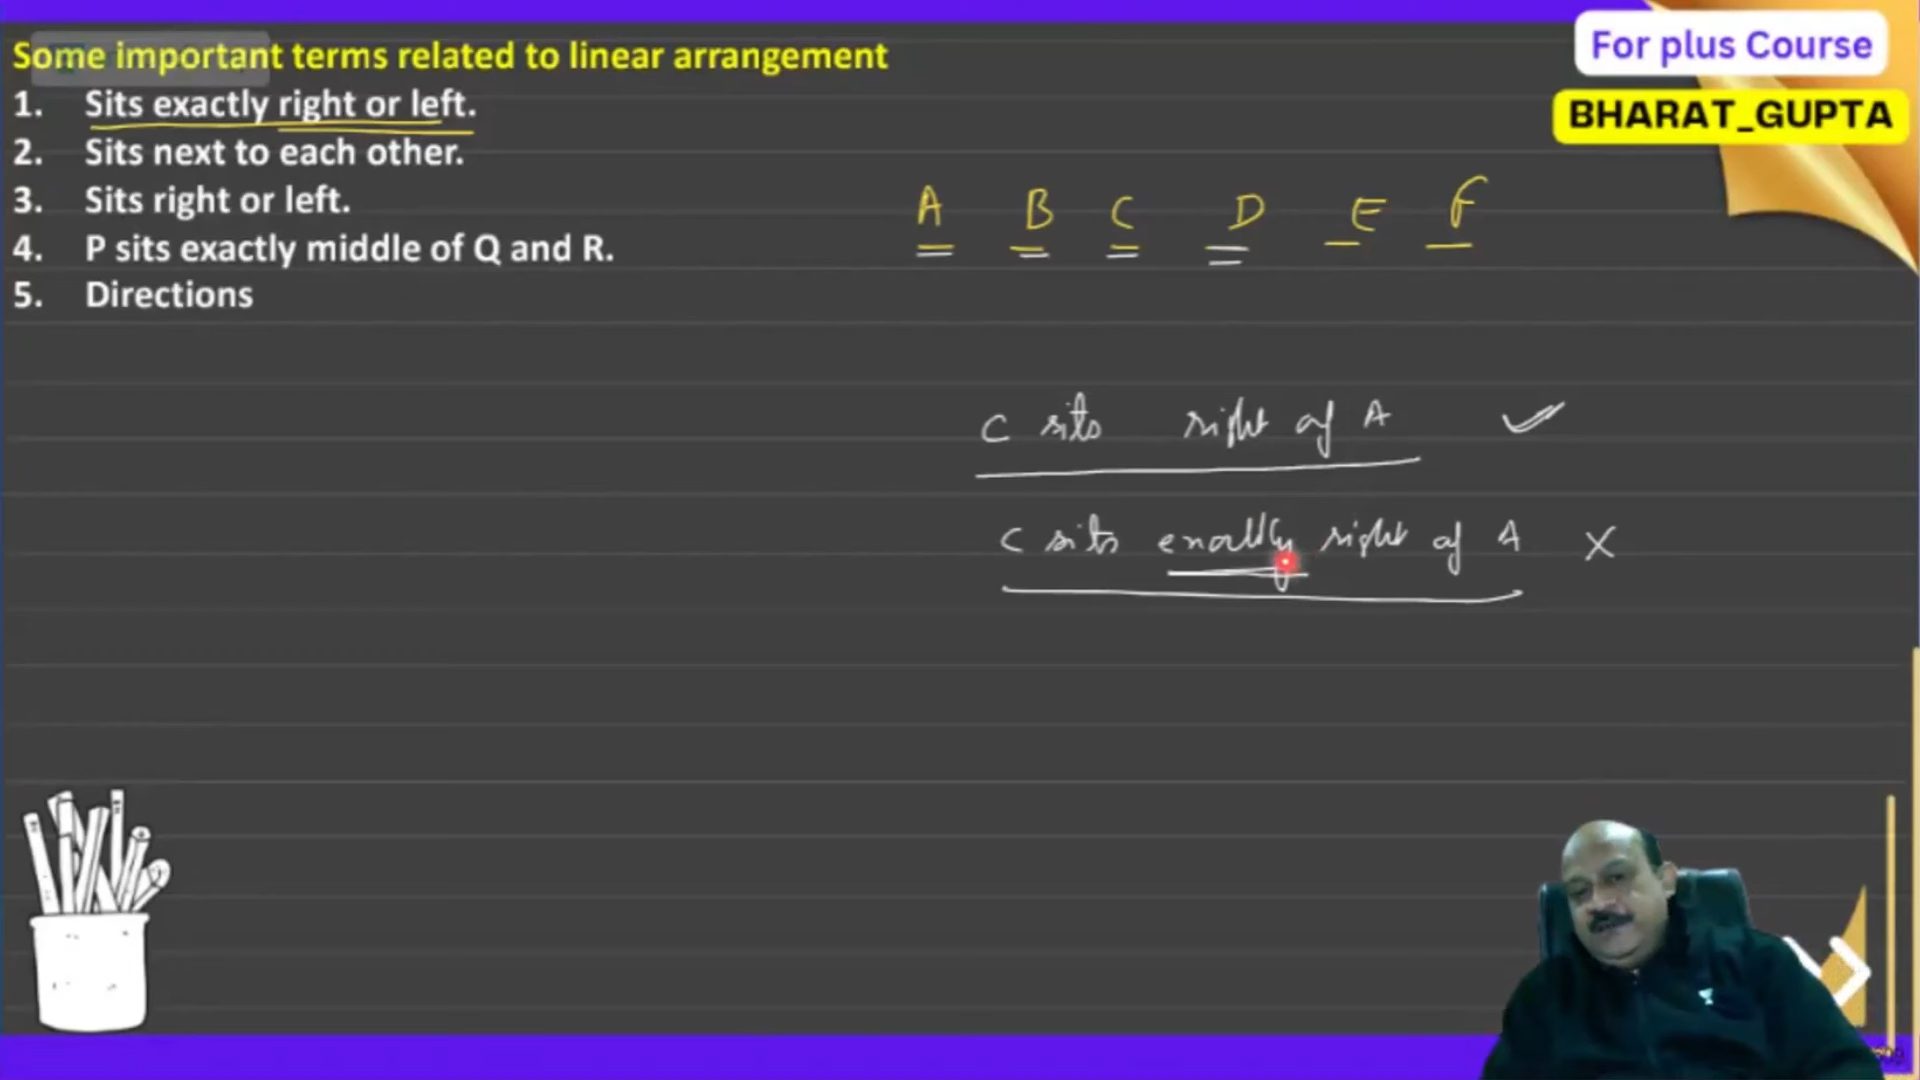 Some important terms related to linear arrangement
1. Sits exactly right or left.
2. Sits next to each other.
3. Sits right or left.
4. P sits exactly middle of Q and R.
5. Directions
For plus Course
BHARAT_GUPTA
A B C D E F
C sits right of A ✓
C sits exactly right of A X